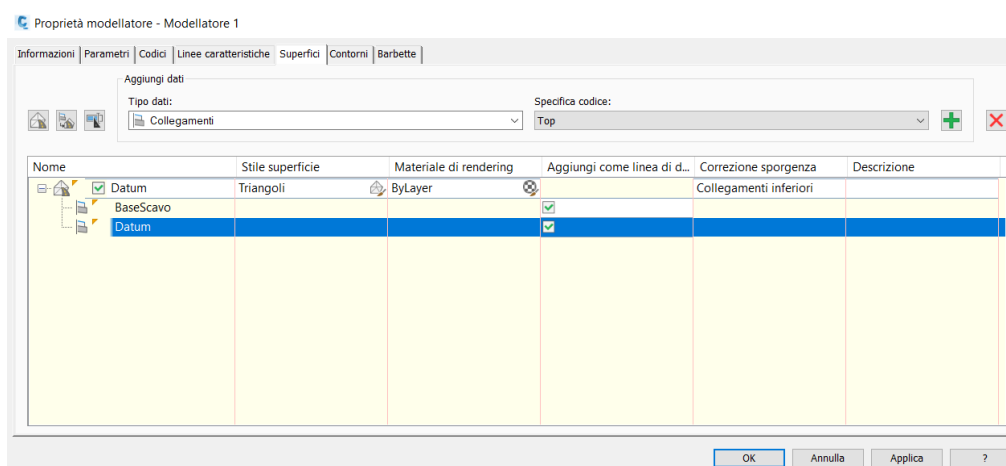 Proprietà modellatore - Modellatore 1
Informazioni Parametri Codici Linee caratteristiche Superfici Contorni Barbette
Aggiungi dati
Tipo dati: Specifica codice:
Collegamenti Top
Nome Stile superficie Materiale di rendering Aggiungi come linea di d... Correzione sporgenza Descrizione
Datum Triangoli ByLayer Collegamenti inferiori
BaseScavo
Datum
OK Annulla Applica ?